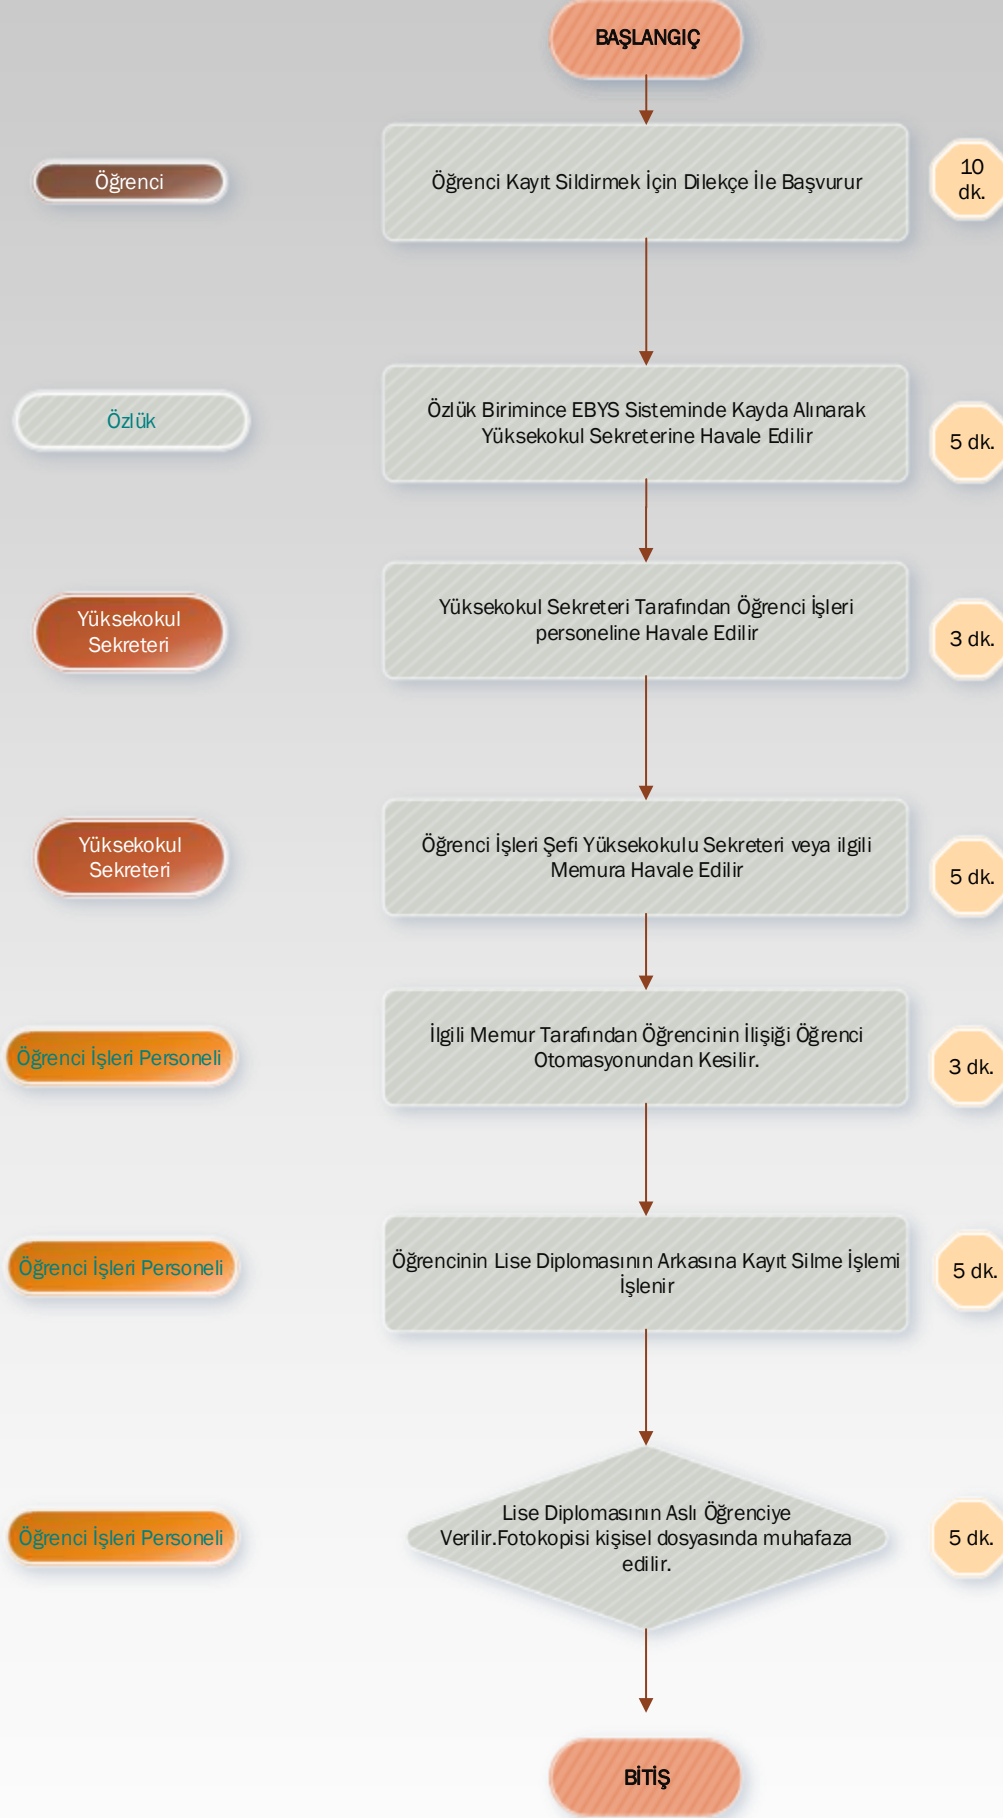 BAŞLANGIÇ
Öğrenci
Öğrenci Kayıt Sildirmek İçin Dilekçe İle Başvurur
10
dk.
Özlük
Özlük Birimince EBYS Sisteminde Kayda Alınarak
Yüksekokul Sekreterine Havale Edilir
5 dk.
Yüksekokul
Sekreteri
Yüksekokul Sekreteri Tarafından Öğrenci İşleri
personeline Havale Edilir
3 dk.
Yüksekokul
Sekreteri
Öğrenci İşleri Şefi Yüksekokulu Sekreteri veya ilgili
Memura Havale Edilir
5 dk.
Öğrenci İşleri Personeli
İlgili Memur Tarafından Öğrencinin İlişiği Öğrenci
Otomasyonundan Kesilir.
3 dk.
Öğrenci İşleri Personeli
Öğrencinin Lise Diplomasının Arkasına Kayıt Silme İşlemi
İşlenir
5 dk.
Öğrenci İşleri Personeli
Lise Diplomasının Aslı Öğrenciye
Verilir.Fotokopisi kişisel dosyasında muhafaza
edilir.
5 dk.
BİTİŞ